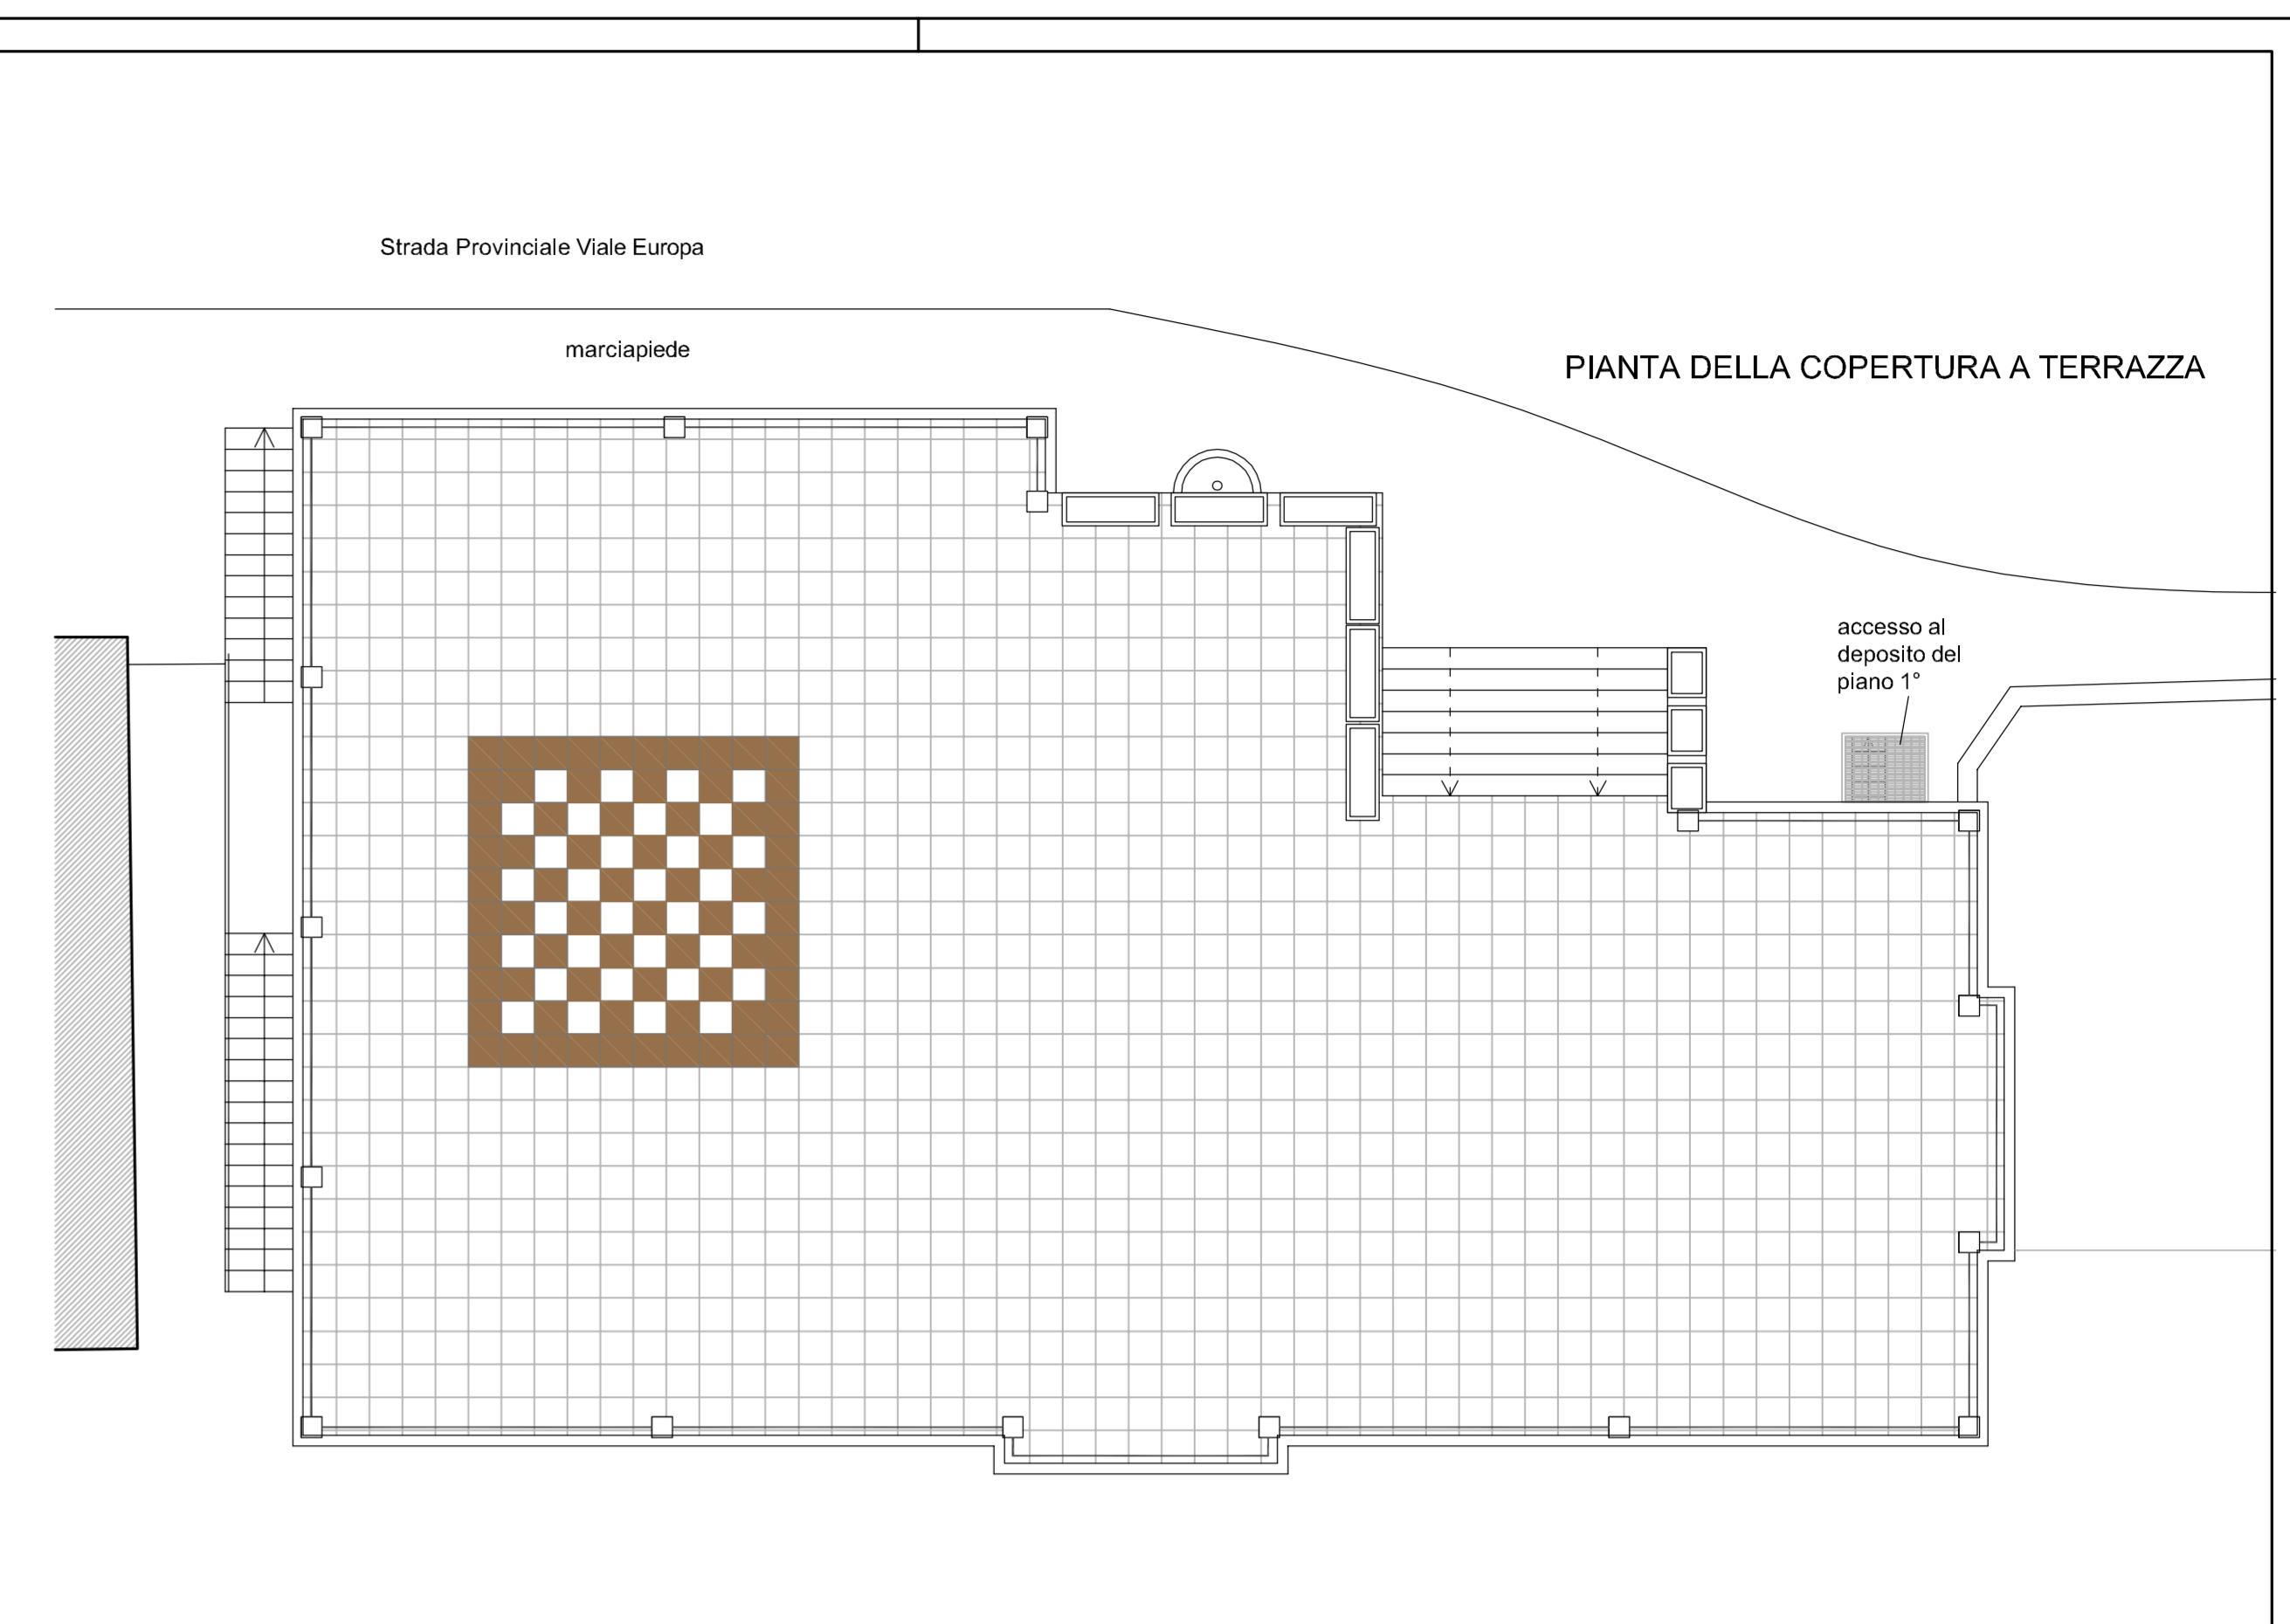 Strada Provinciale Viale Europa
marciapiede
PIANTA DELLA COPERTURA A TERRAZZA
accesso al
deposito del
piano 1°